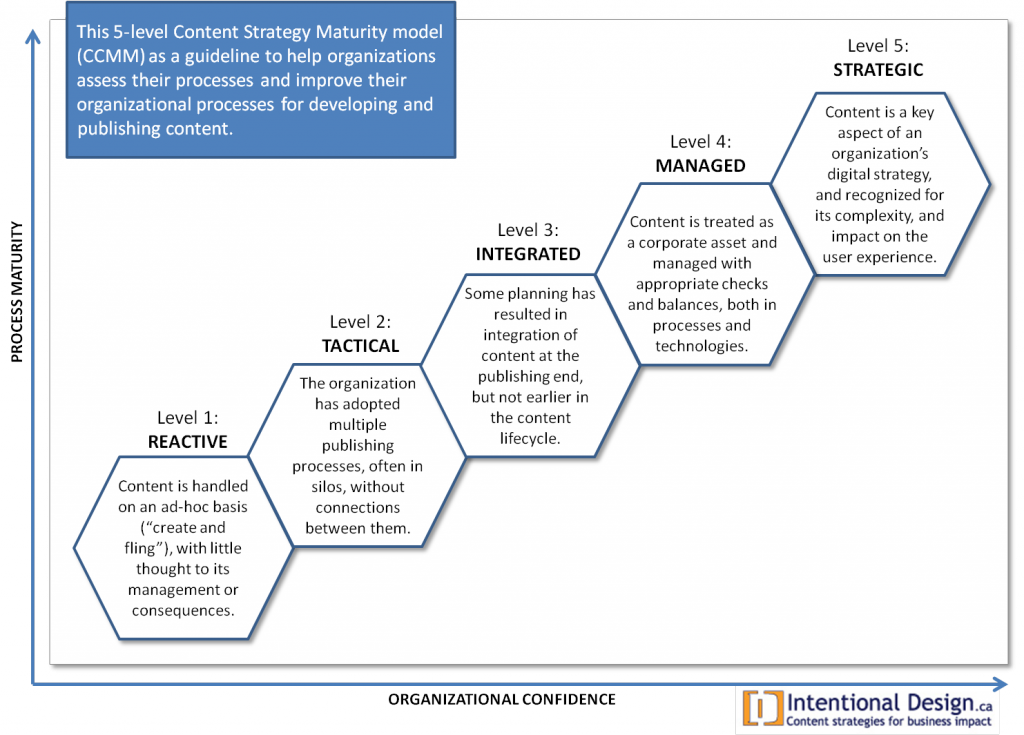 This 5-level Content Strategy Maturity model
(CCMM) as a guideline to help organizations
assess their processes and improve their
organizational processes for developing and
publishing content.
Level 5:
STRATEGIC
Content is a key
aspect of an
organization's
digital strategy,
and recognized for
its complexity, and
impact on the
user experience.
Level 4:
MANAGED
Content is treated as
a corporate asset and
managed with
appropriate checks
and balances, both in
processes and
technologies.
Level 3:
INTEGRATED
Some planning has
resulted in
integration of
content at the
publishing end,
but not earlier in
the content
lifecycle.
Level 2:
TACTICAL
The organization
has adopted
multiple
publishing
processes, often in
silos, without
connections
between them.
Level 1:
REACTIVE
Content is handled
on an ad-hoc basis
(“create and
fling”), with little
thought to its
management or
consequences.
PROCESS MATURITY
ORGANIZATIONAL CONFIDENCE
Intentional Design.ca
Content strategies for business impact